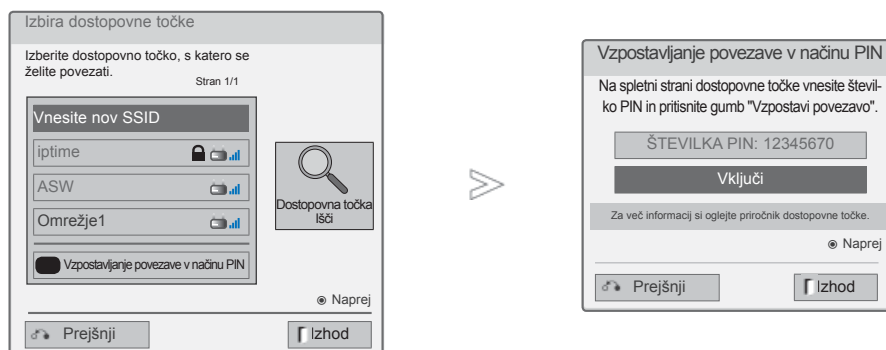 Izbira dostopovne točke
Izberite dostopovno točko, s katero se
želite povezati.
Stran 1/1
Vnesite nov SSID
iptime
ASW
Omrežje1
Vzpostavljanje povezave v načinu PIN
Dostopovna točka
Išči
Naprej
Prejšnji
Izhod
Vzpostavljanje povezave v načinu PIN
Na spletni strani dostopovne točke vnesite števil-
ko PIN in pritisnite gumb "Vzpostavi povezavo".
ŠTEVILKA PIN: 12345670
Vključi
Za več informacij si oglejte priročnik dostopovne točke.
Naprej
Prejšnji
Izhod